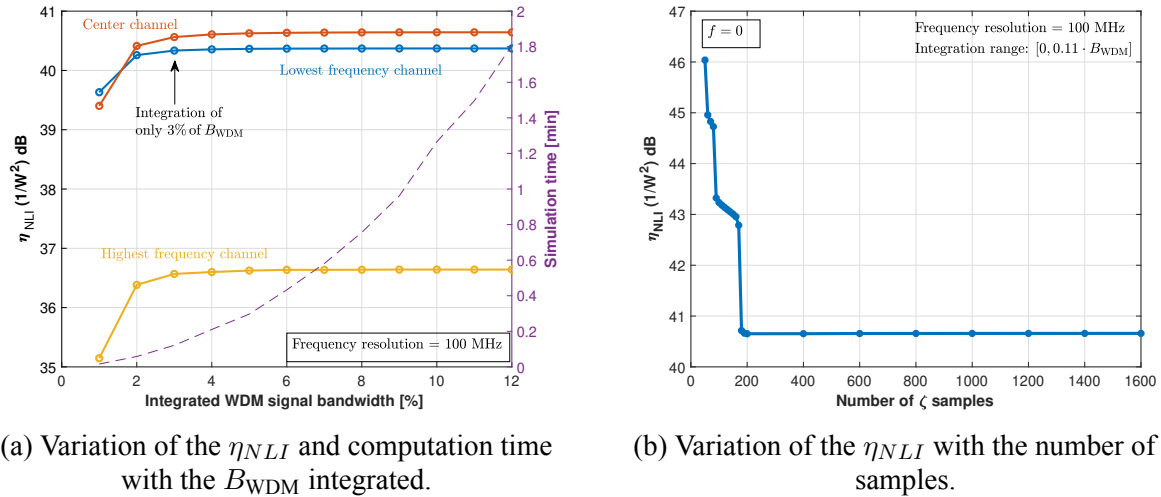 Center channel
Lowest frequency channel
Integration of
only 3% of B_WDM
Highest frequency channel
Frequency resolution = 100 MHz
41
40
39
38
37
36
35
η_NLI (1/W²) dB
0 2 4 6 8 10 12
Integrated WDM signal bandwidth [%]
2
1.8
1.6
1.4
1.2
1
0.8
0.6
0.4
0.2
0
Simulation time [min]
(a) Variation of the η_NLI and computation time
with the B_WDM integrated.
f = 0
Frequency resolution = 100 MHz
Integration range: [0, 0.11 · B_WDM]
47
46
45
44
43
42
41
40
η_NLI (1/W²) dB
0 200 400 600 800 1000 1200 1400 1600
Number of ζ samples
(b) Variation of the η_NLI with the number of
samples.